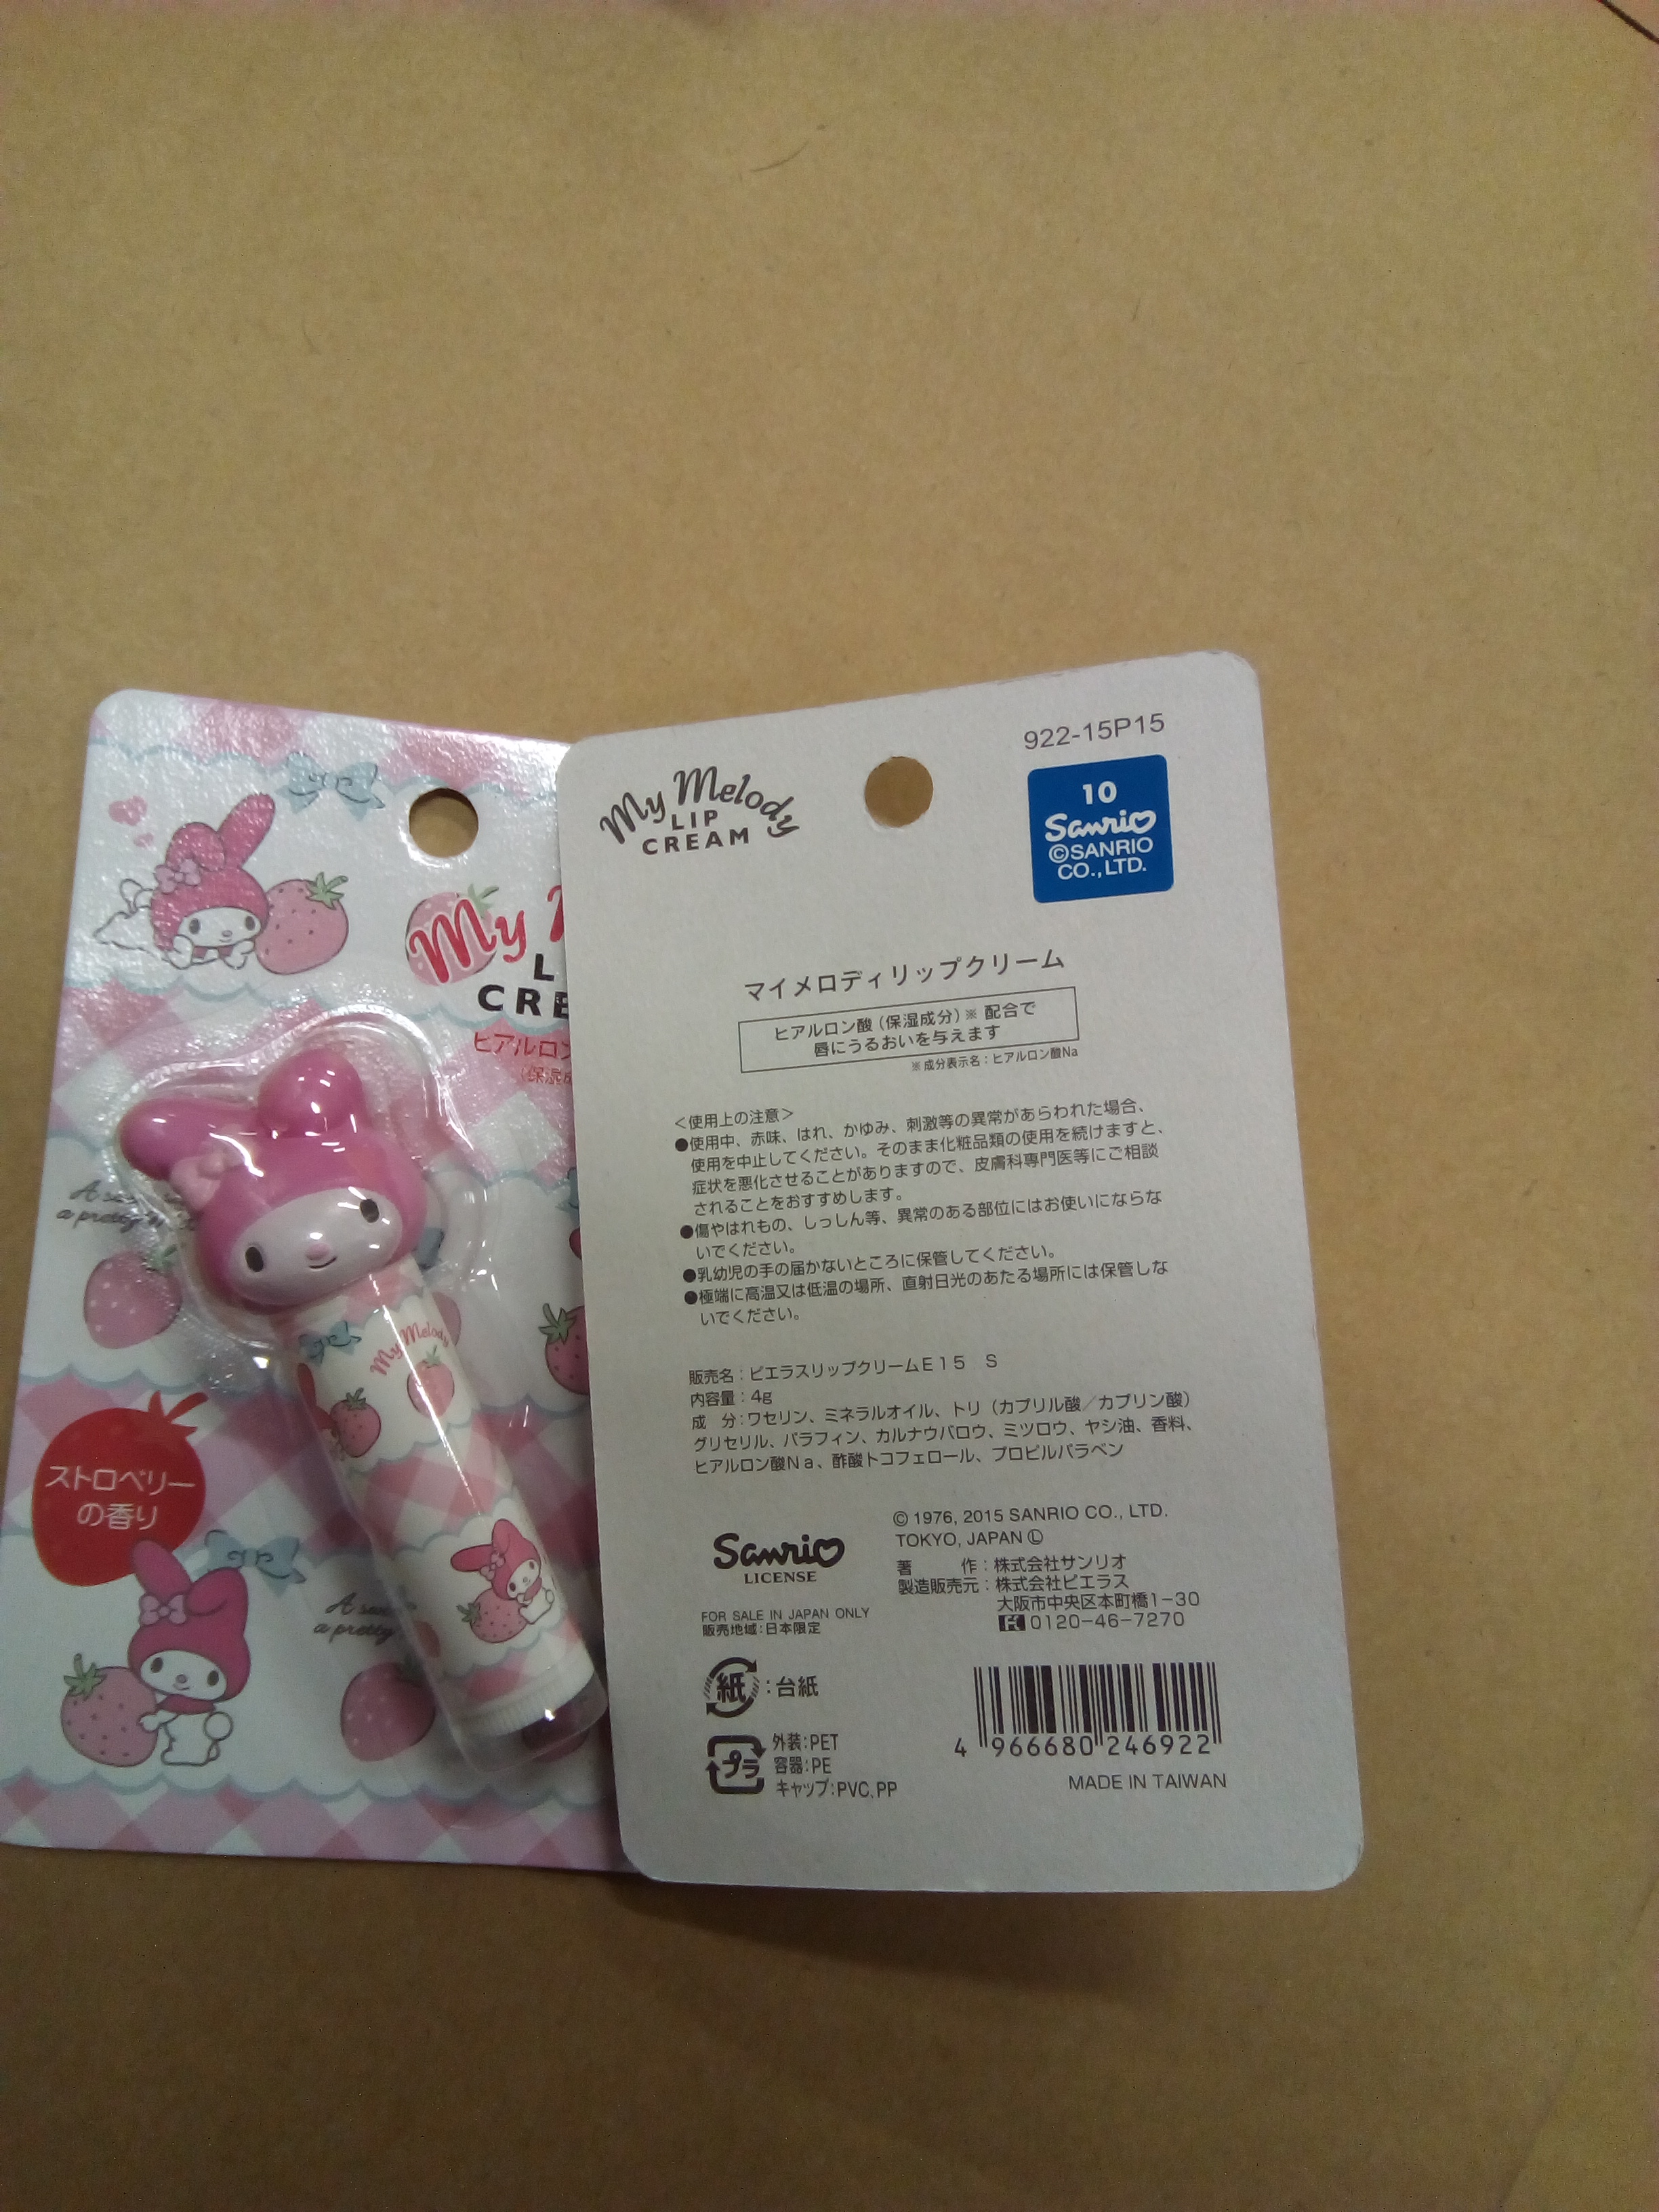 My
L
CRE
ヒアルロン
（保湿成
My Melody
ストロベリー
の香り
a pretty
922-15P15
My Melody
LIP
CREAM
10
Sanrio
©SANRIO
CO.,LTD.
マイメロディリップクリーム
ヒアルロン酸（保湿成分）※ 配合で
唇にうるおいを与えます
※成分表示名：ヒアルロン酸Na
＜使用上の注意＞
●使用中、赤味、はれ、かゆみ、刺激等の異常があらわれた場合、
使用を中止してください。そのまま化粧品類の使用を続けますと、
症状を悪化させることがありますので、皮膚科専門医等にご相談
されることをおすすめします。
●傷やはれもの、しっしん等、異常のある部位にはお使いにならな
いでください。
●乳幼児の手の届かないところに保管してください。
●極端に高温又は低温の場所、直射日光のあたる場所には保管しな
いでください。
販売名：ピエラスリップクリームE15 S
内容量：4g
成 分：ワセリン、ミネラルオイル、トリ（カプリル酸／カプリン酸）
グリセリル、パラフィン、カルナウバロウ、ミツロウ、ヤシ油、香料、
ヒアルロン酸Na、酢酸トコフェロール、プロピルパラベン
Sanrio
LICENSE
© 1976, 2015 SANRIO CO., LTD.
TOKYO, JAPAN Ⓛ
著 作：株式会社サンリオ
製造販売元：株式会社ピエラス
大阪市中央区本町橋1-30
0120-46-7270
FOR SALE IN JAPAN ONLY
販売地域：日本限定
紙：台紙
プラ
外装：PET
容器：PE
キャップ：PVC, PP
4 966680 246922
MADE IN TAIWAN